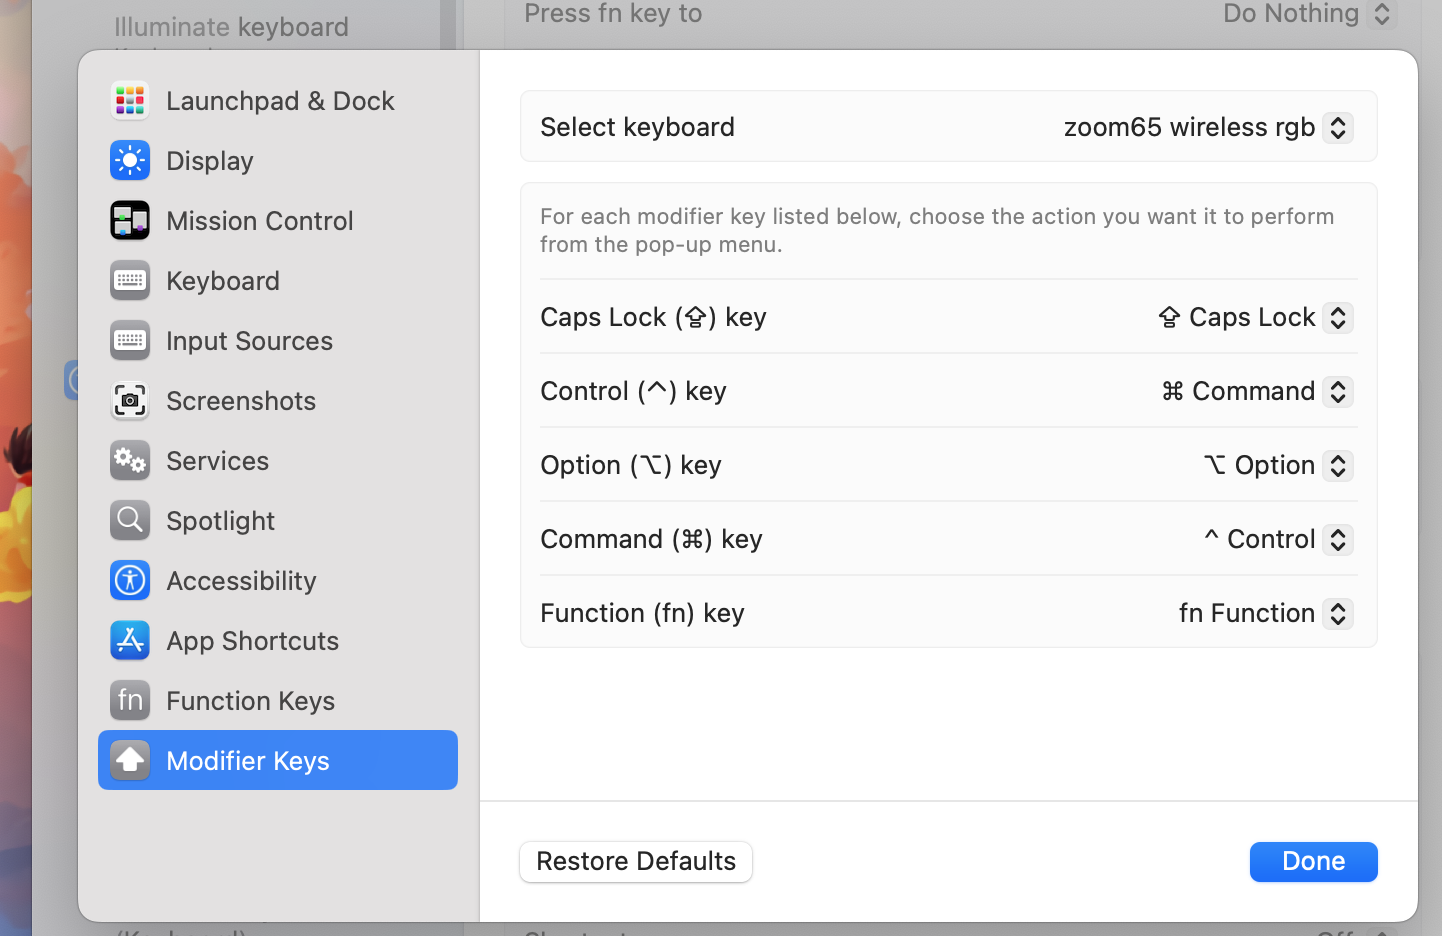 Illuminate keyboard
Press fn key to
Do Nothing
Launchpad & Dock
Display
Mission Control
Keyboard
Input Sources
Screenshots
Services
Spotlight
Accessibility
App Shortcuts
fn Function Keys
Modifier Keys
Select keyboard
zoom65 wireless rgb
For each modifier key listed below, choose the action you want it to perform
from the pop-up menu.
Caps Lock (⇪) key
⇪ Caps Lock
Control (^) key
⌘ Command
Option (⌥) key
⌥ Option
Command (⌘) key
^ Control
Function (fn) key
fn Function
Restore Defaults
Done